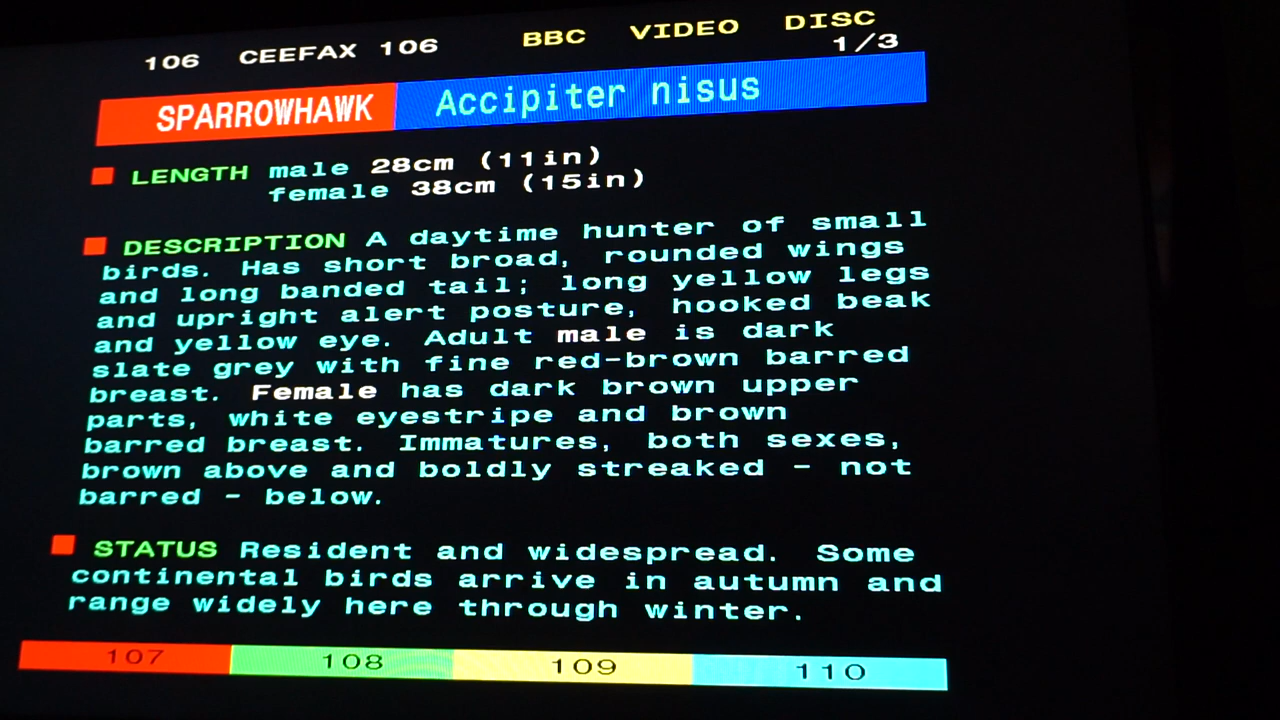 106 CEEFAX 106 BBC VIDEO DISC
1/3
SPARROWHAWK Accipiter nisus
LENGTH male 28cm (11in)
female 38cm (15in)
DESCRIPTION A daytime hunter of small
birds. Has short broad, rounded wings
and long banded tail; long yellow legs
and upright alert posture, hooked beak
and yellow eye. Adult male is dark
slate grey with fine red-brown barred
breast. Female has dark brown upper
parts, white eyestripe and brown
barred breast. Immatures, both sexes,
brown above and boldly streaked - not
barred - below.
STATUS Resident and widespread. Some
continental birds arrive in autumn and
range widely here through winter.
107 108 109 110